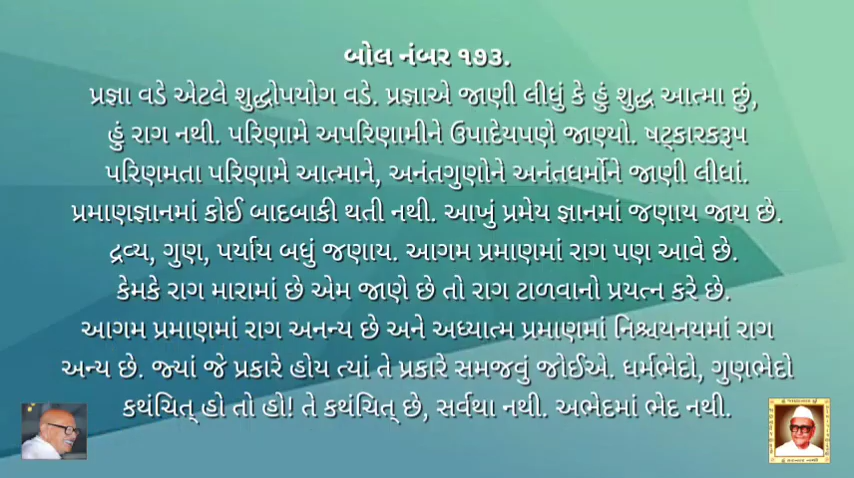 બોલ નંબર ૧૭૩.
પ્રજ્ઞા વડે એટલે શુદ્ધોપયોગ વડે. પ્રજ્ઞાએ જાણી લીધું કે હું શુદ્ધ આત્મા છું,
હું રાગ નથી. પરિણામે અપરિણામીને ઉપાદેયપણે જાણ્યો. ષટ્કારકરૂપ
પરિણમતા પરિણામે આત્માને, અનંતગુણોને અનંતધર્મોને જાણી લીધાં.
પ્રમાણજ્ઞાનમાં કોઈ બાદબાકી થતી નથી. આખું પ્રમેય જ્ઞાનમાં જણાય જાય છે.
દ્રવ્ય, ગુણ, પર્યાય બધું જણાય. આગમ પ્રમાણમાં રાગ પણ આવે છે.
કેમકે રાગ મારામાં છે એમ જાણે છે તો રાગ ટાળવાનો પ્રયત્ન કરે છે.
આગમ પ્રમાણમાં રાગ અનન્ય છે અને અધ્યાત્મ પ્રમાણમાં નિશ્ચયનયમાં રાગ
અન્ય છે. જ્યાં જે પ્રકારે હોય ત્યાં તે પ્રકારે સમજવું જોઈએ. ધર્મભેદો, ગુણભેદો
કથંચિત્ હો તો હો! તે કથંચિત્ છે, સર્વથા નથી. અભેદમાં ભેદ નથી.